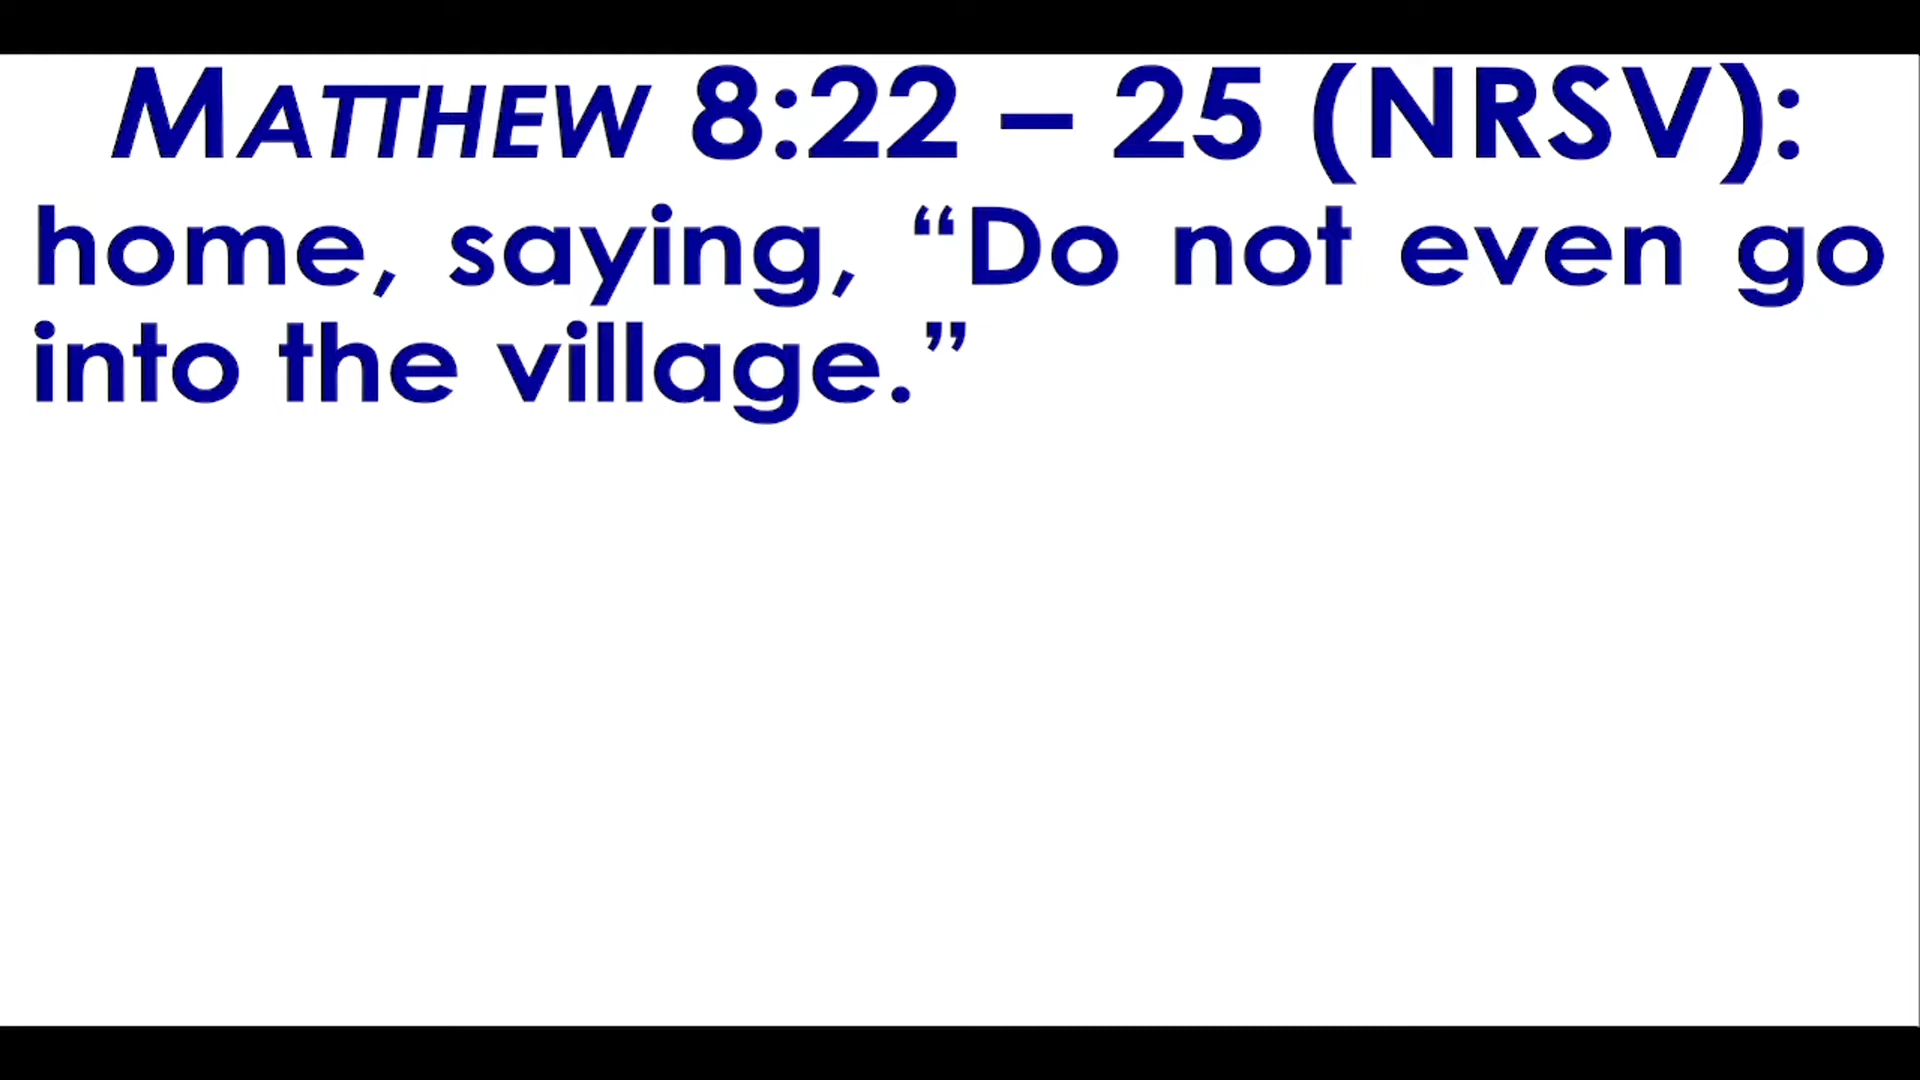 MATTHEW 8:22 – 25 (NRSV):
home, saying, “Do not even go
into the village.”